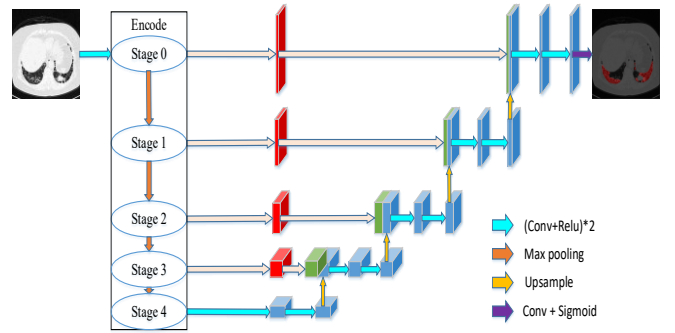 Encode
Stage 0
Stage 1
Stage 2
Stage 3
Stage 4
(Conv+Relu)*2
Max pooling
Upsample
Conv + Sigmoid